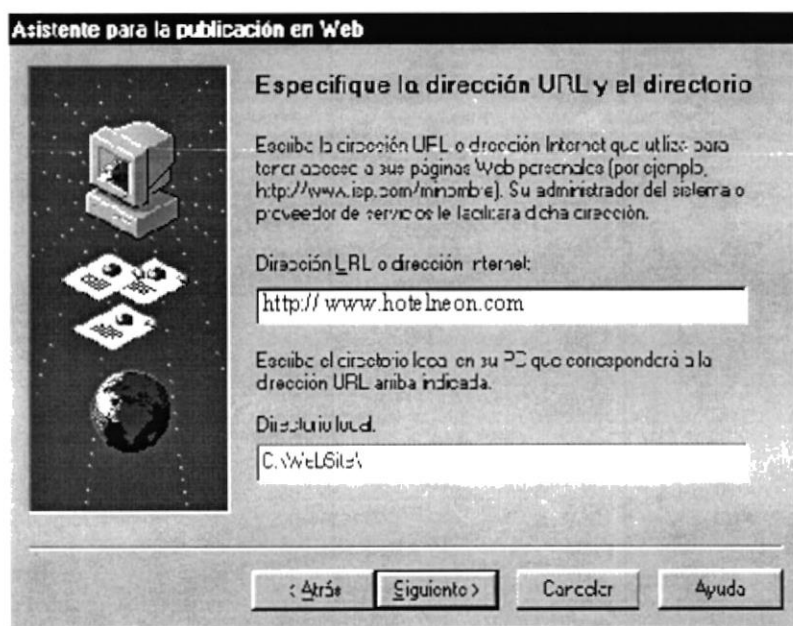 Asistente para la publicación en Web
Especifique la dirección URL y el directorio
Escriba la dirección URL o dirección Internet que utiliza para
tener acceso a sus páginas Web personales (por ejemplo,
http://www.isp.com/minombre). Su administrador del sistema o
proveedor de servicios le facilitará dicha dirección.
Dirección URL o dirección Internet:
http:// www.hotelneon.com
Escriba el directorio local en su PC que corresponderá a la
dirección URL arriba indicada.
Directorio local:
C:\WebSite\
< Atrás
Siguiente >
Cancelar
Ayuda